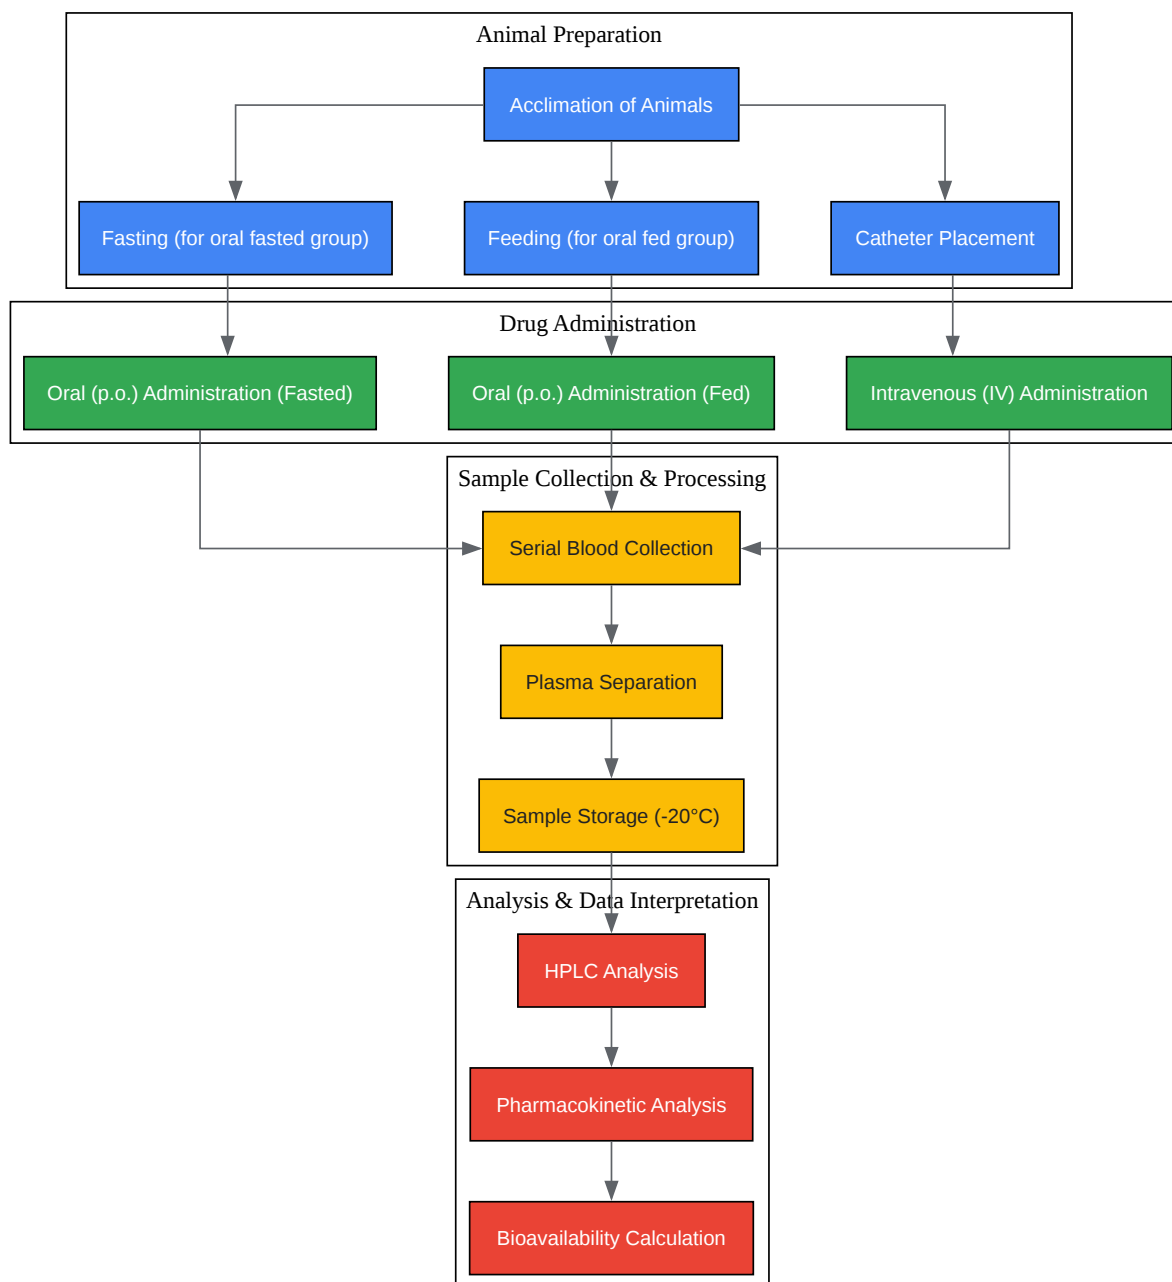 Animal Preparation
Acclimation of Animals
Fasting (for oral fasted group)
Feeding (for oral fed group)
Catheter Placement
Drug Administration
Oral (p.o.) Administration (Fasted)
Oral (p.o.) Administration (Fed)
Intravenous (IV) Administration
Sample Collection & Processing
Serial Blood Collection
Plasma Separation
Sample Storage (-20°C)
Analysis & Data Interpretation
HPLC Analysis
Pharmacokinetic Analysis
Bioavailability Calculation